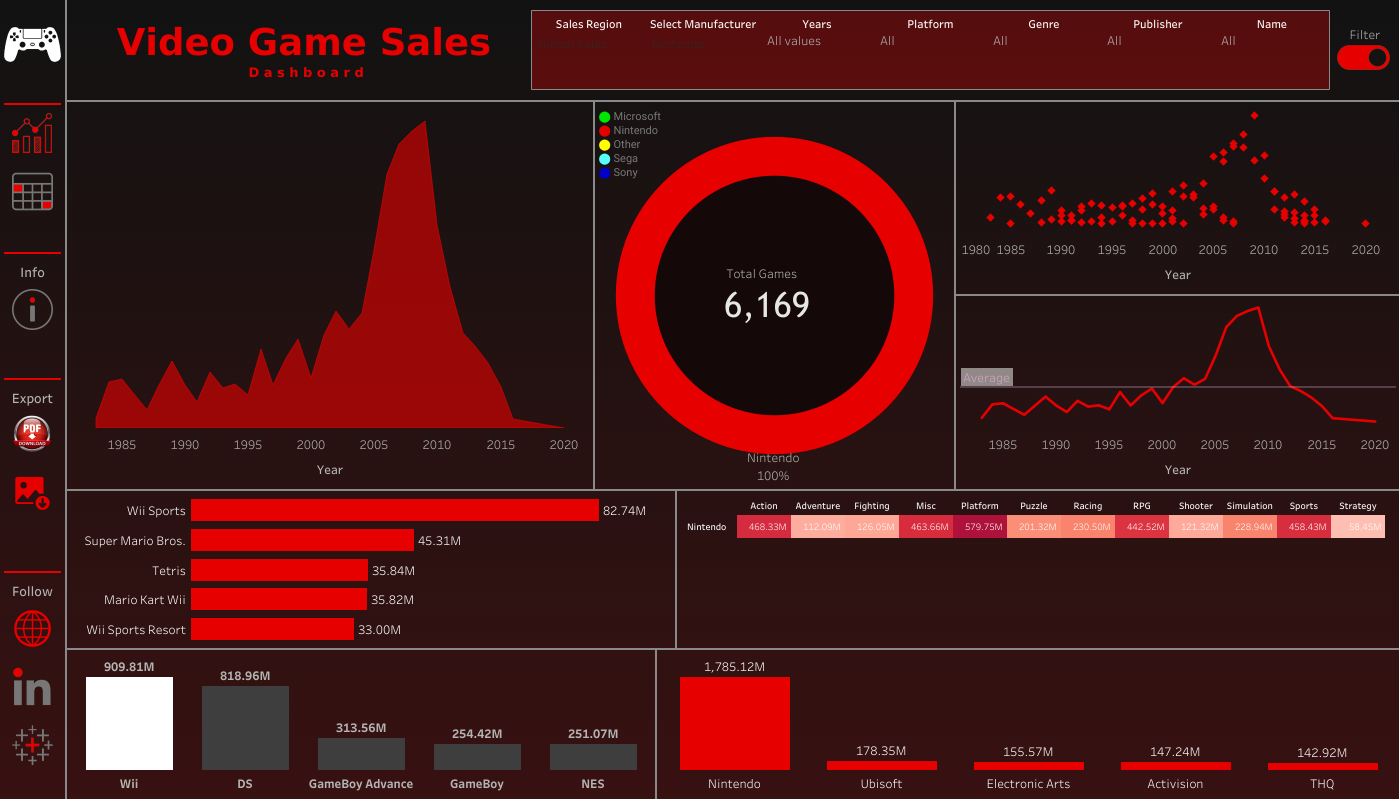 Video Game Sales
Dashboard
Sales Region Select Manufacturer Years Platform Genre Publisher Name
All values All All All All
Filter
Info
Export
PDF
DOWNLOAD
Follow
in
1985 1990 1995 2000 2005 2010 2015 2020
Year
Microsoft
Nintendo
Other
Sega
Sony
Total Games
6,169
Nintendo
100%
1980 1985 1990 1995 2000 2005 2010 2015 2020
Year
Average
1985 1990 1995 2000 2005 2010 2015 2020
Year
Wii Sports 82.74M
Super Mario Bros. 45.31M
Tetris 35.84M
Mario Kart Wii 35.82M
Wii Sports Resort 33.00M
Action Adventure Fighting Misc Platform Puzzle Racing RPG Shooter Simulation Sports Strategy
Nintendo 468.33M 112.09M 126.05M 463.66M 579.75M 201.32M 230.50M 442.52M 121.32M 228.94M 458.43M 58.45M
909.81M 818.96M 313.56M 254.42M 251.07M
Wii DS GameBoy Advance GameBoy NES
1,785.12M 178.35M 155.57M 147.24M 142.92M
Nintendo Ubisoft Electronic Arts Activision THQ